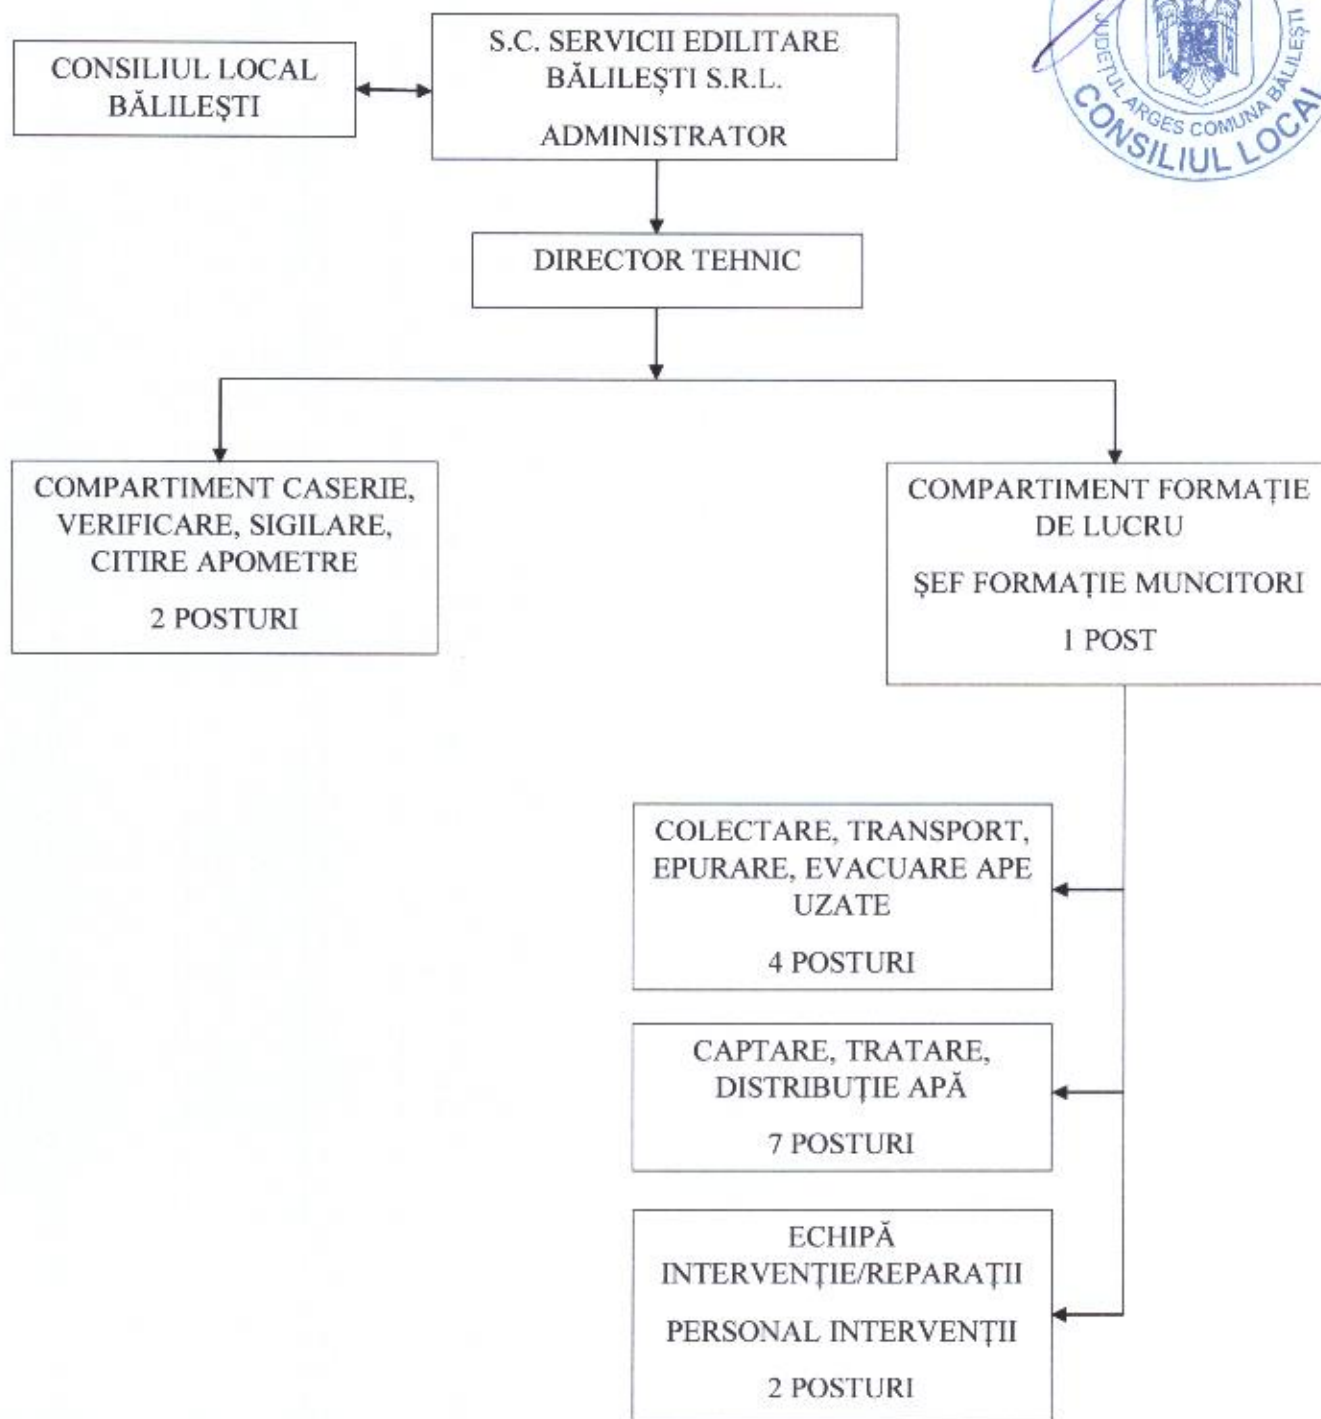 CONSILIUL LOCAL
BĂLILEȘTI
S.C. SERVICII EDILITARE
BĂLILEȘTI S.R.L.
ADMINISTRATOR
JUDEȚUL ARGES COMUNA BĂLILEȘTI
CONSILIUL LOCAL
DIRECTOR TEHNIC
COMPARTIMENT CASERIE,
VERIFICARE, SIGILARE,
CITIRE APOMETRE
2 POSTURI
COMPARTIMENT FORMAȚIE
DE LUCRU
ȘEF FORMAȚIE MUNCITORI
1 POST
COLECTARE, TRANSPORT,
EPURARE, EVACUARE APE
UZATE
4 POSTURI
CAPTARE, TRATARE,
DISTRIBUȚIE APĂ
7 POSTURI
ECHIPĂ
INTERVENȚIE/REPARAȚII
PERSONAL INTERVENȚII
2 POSTURI